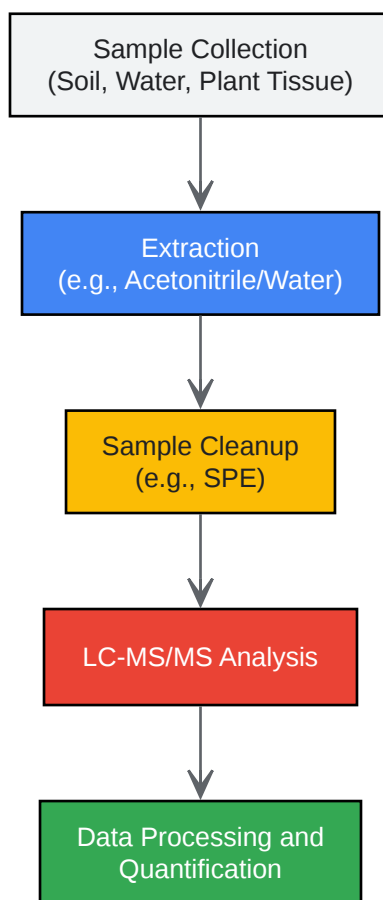 Sample Collection
(Soil, Water, Plant Tissue)
Extraction
(e.g., Acetonitrile/Water)
Sample Cleanup
(e.g., SPE)
LC-MS/MS Analysis
Data Processing and
Quantification